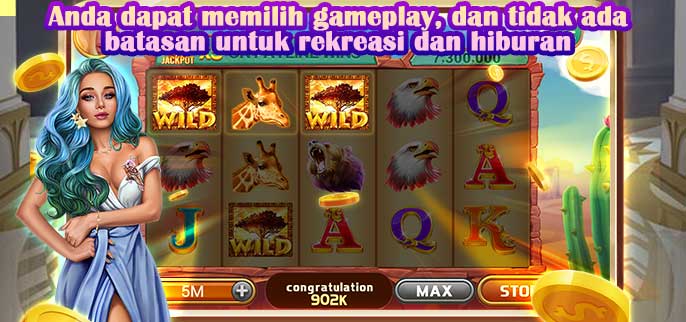 Anda dapat memilih gameplay, dan tidak ada
batasan untuk rekreasi dan hiburan
JACKPOT
7.300.000
WILD
WILD
Q
A
J
WILD
A
Q
K
5M +
congratulation
902K
MAX
STO